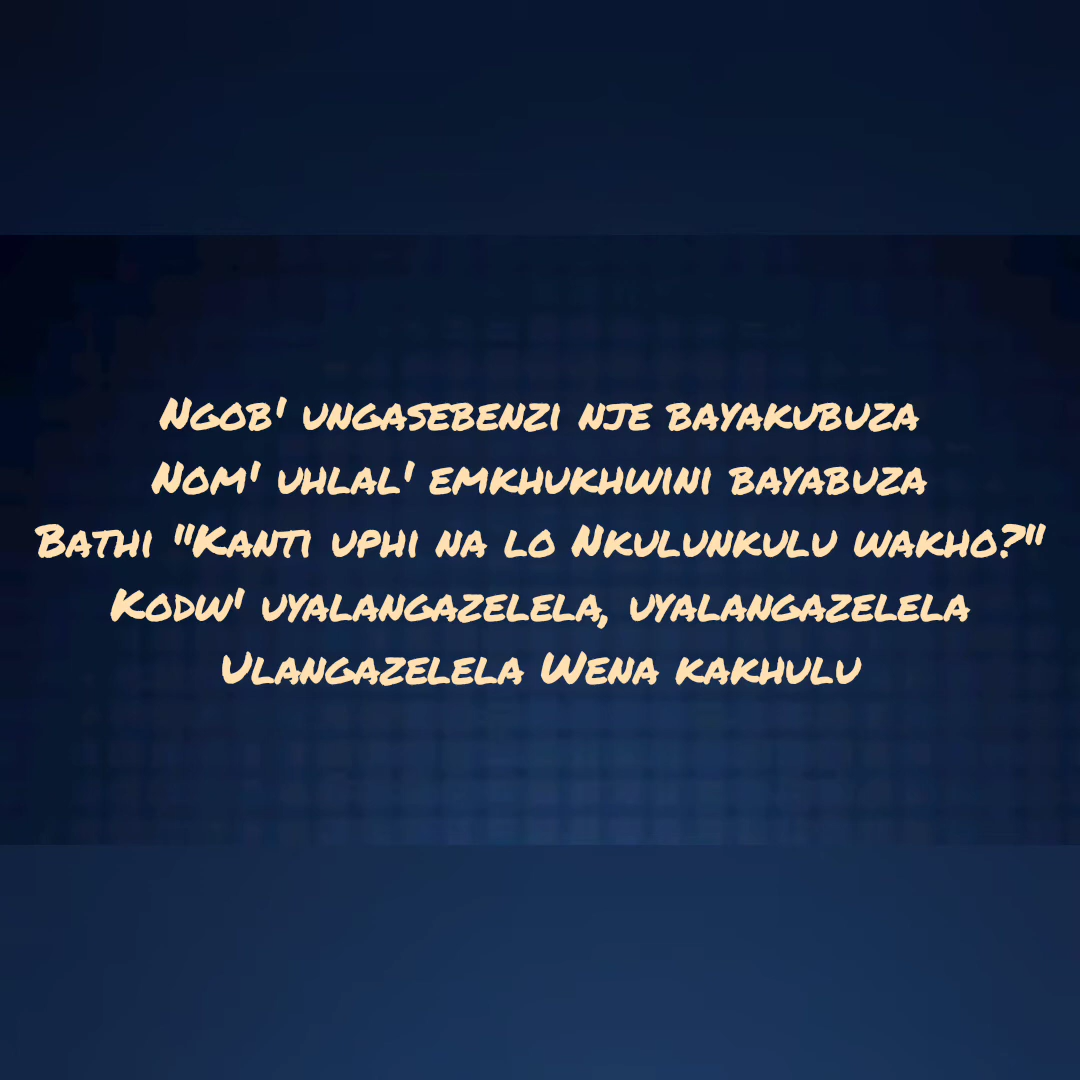 Ngob' ungasebenzi nje bayakubuza
Nom' uhlal' emkhukhwini bayabuza
Bathi "Kanti uphi na lo Nkulunkulu wakho?"
Kodw' uyalangazelela, uyalangazelela
Ulangazelela Wena kakhulu